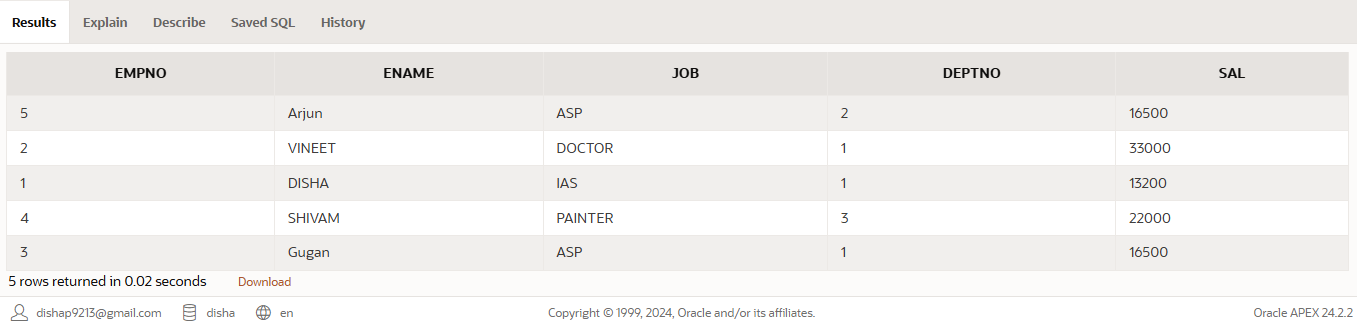 Results Explain Describe Saved SQL History
EMPNO ENAME JOB DEPTNO SAL
5 Arjun ASP 2 16500
2 VINEET DOCTOR 1 33000
1 DISHA IAS 1 13200
4 SHIVAM PAINTER 3 22000
3 Gugan ASP 1 16500
5 rows returned in 0.02 seconds Download
dishap9213@gmail.com disha en Copyright © 1999, 2024, Oracle and/or its affiliates. Oracle APEX 24.2.2